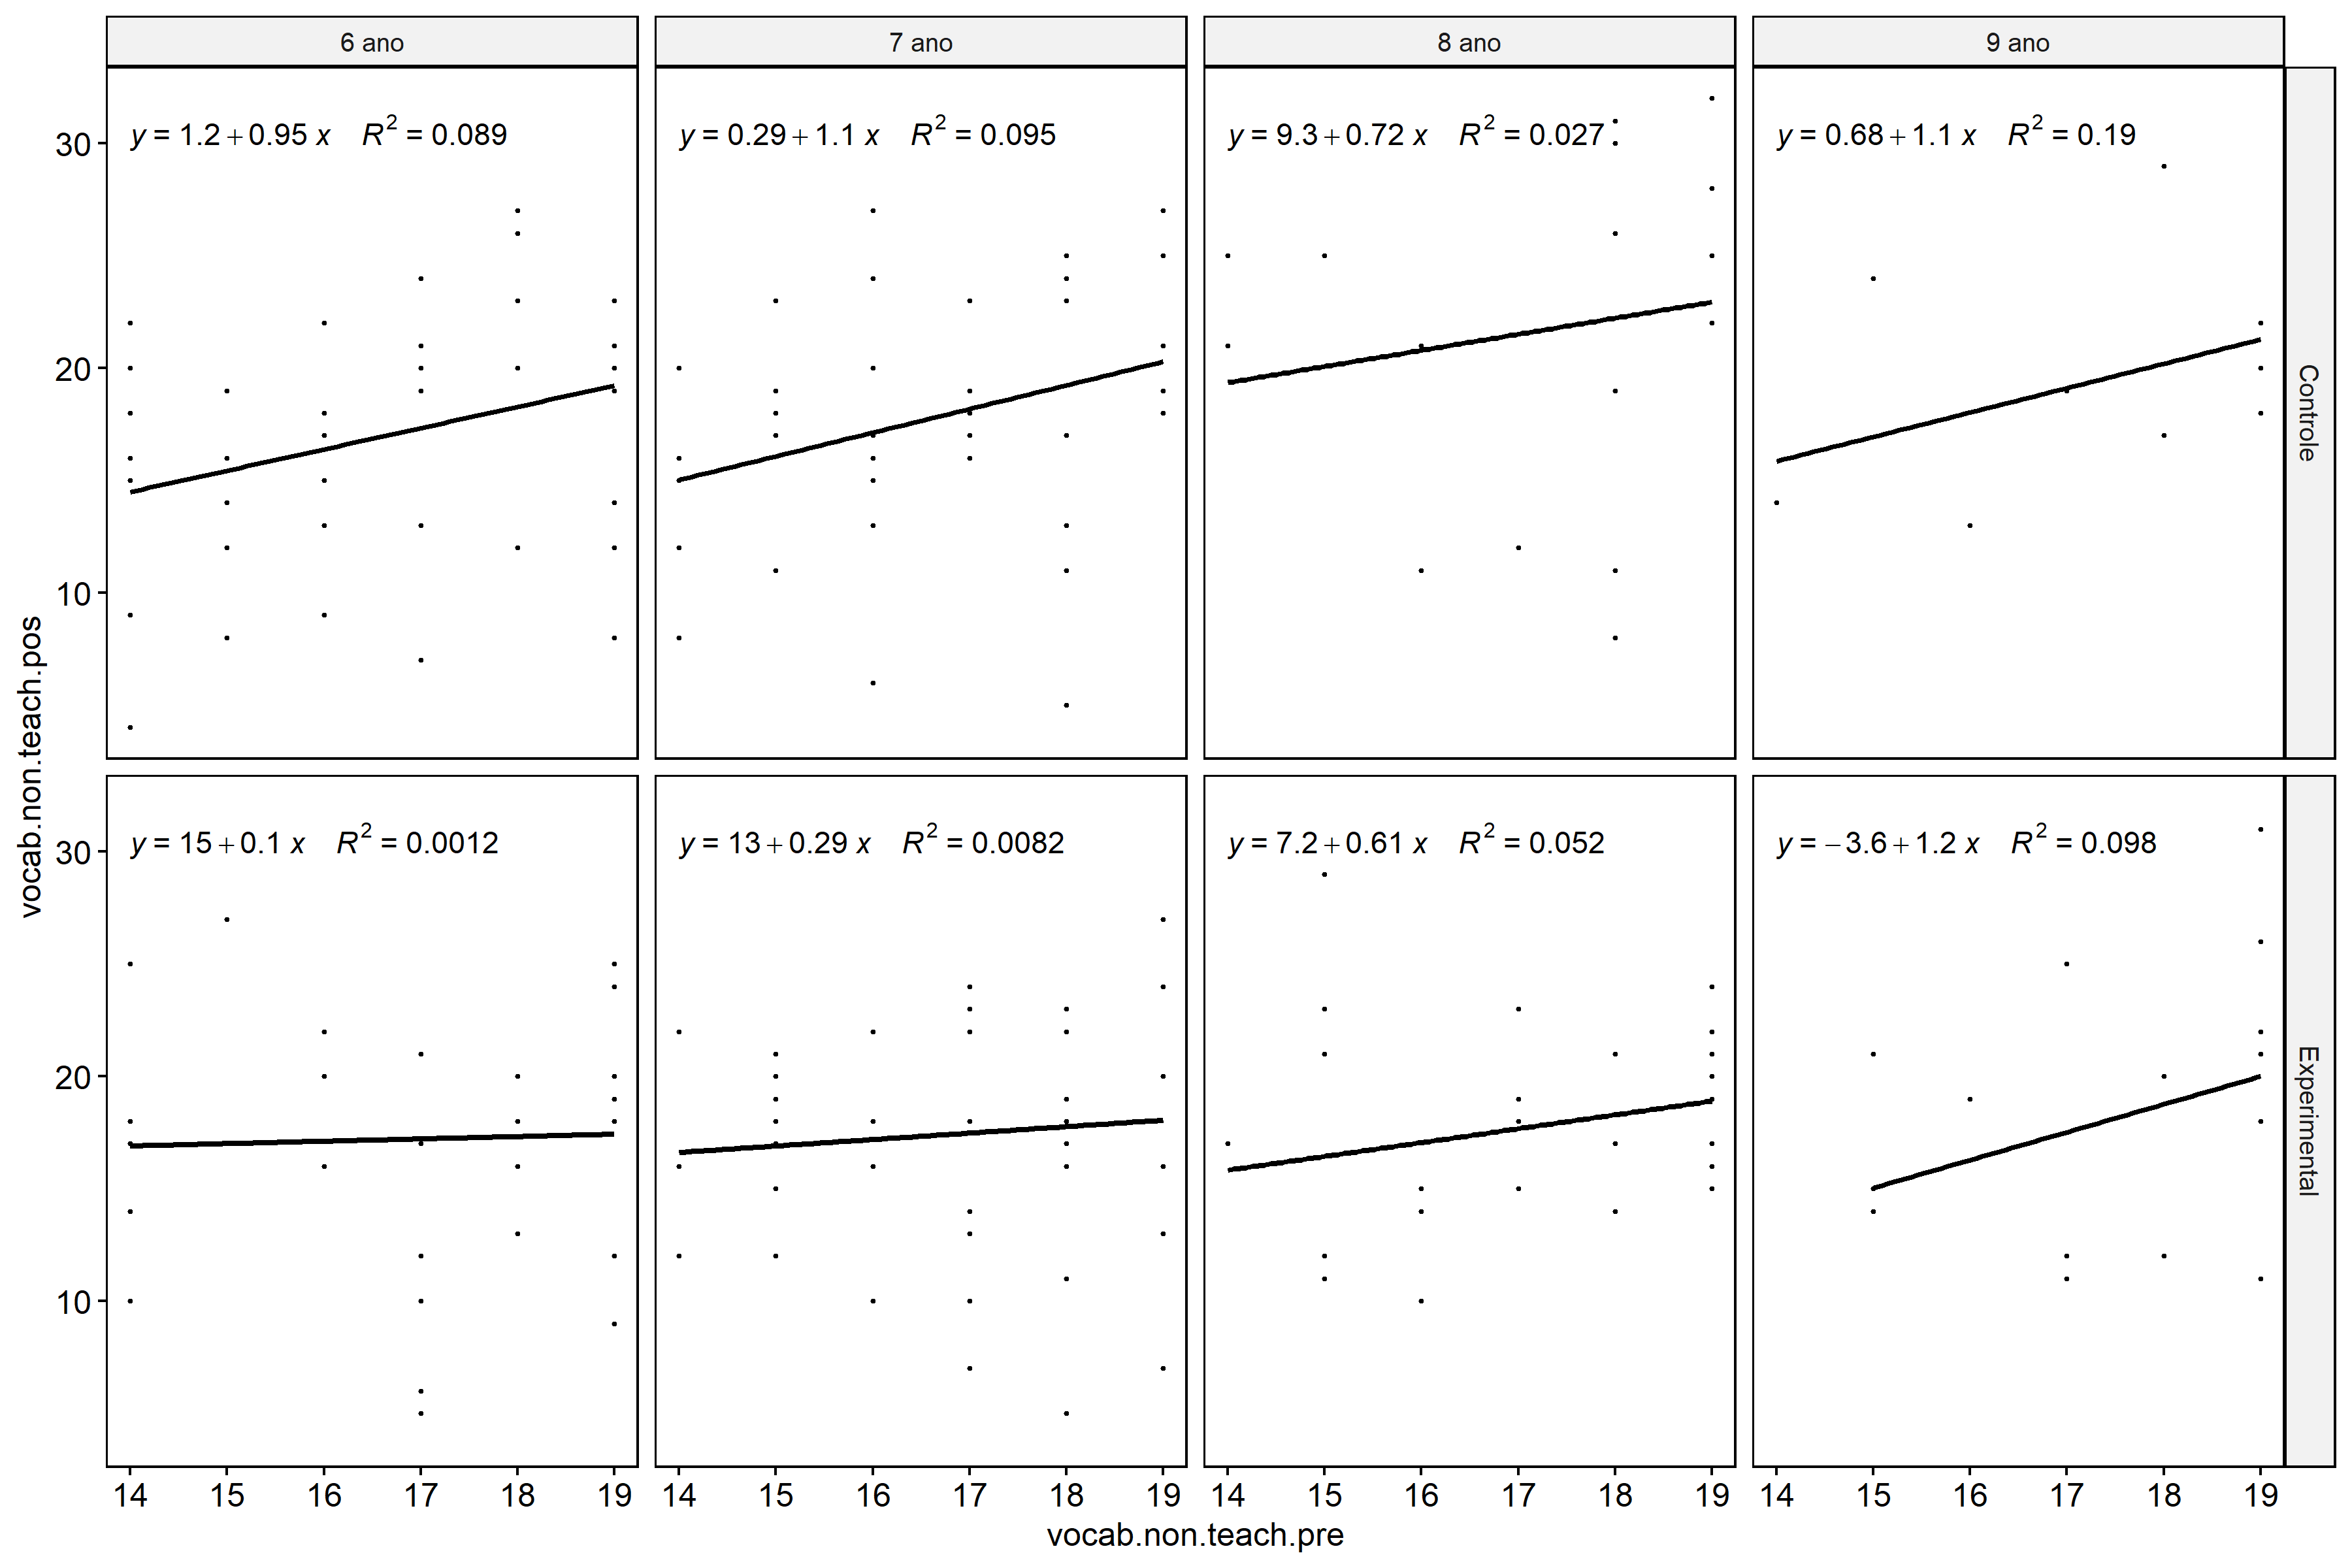 6 ano
7 ano
8 ano
9 ano
y = 1.2 + 0.95 x R² = 0.089
y = 0.29 + 1.1 x R² = 0.095
y = 9.3 + 0.72 x R² = 0.027
y = 0.68 + 1.1 x R² = 0.19
30
20
10
Controle
y = 15 + 0.1 x R² = 0.0012
y = 13 + 0.29 x R² = 0.0082
y = 7.2 + 0.61 x R² = 0.052
y = −3.6 + 1.2 x R² = 0.098
30
20
10
Experimental
vocab.non.teach.pos
14 15 16 17 18 19
14 15 16 17 18 19
14 15 16 17 18 19
14 15 16 17 18 19
vocab.non.teach.pre